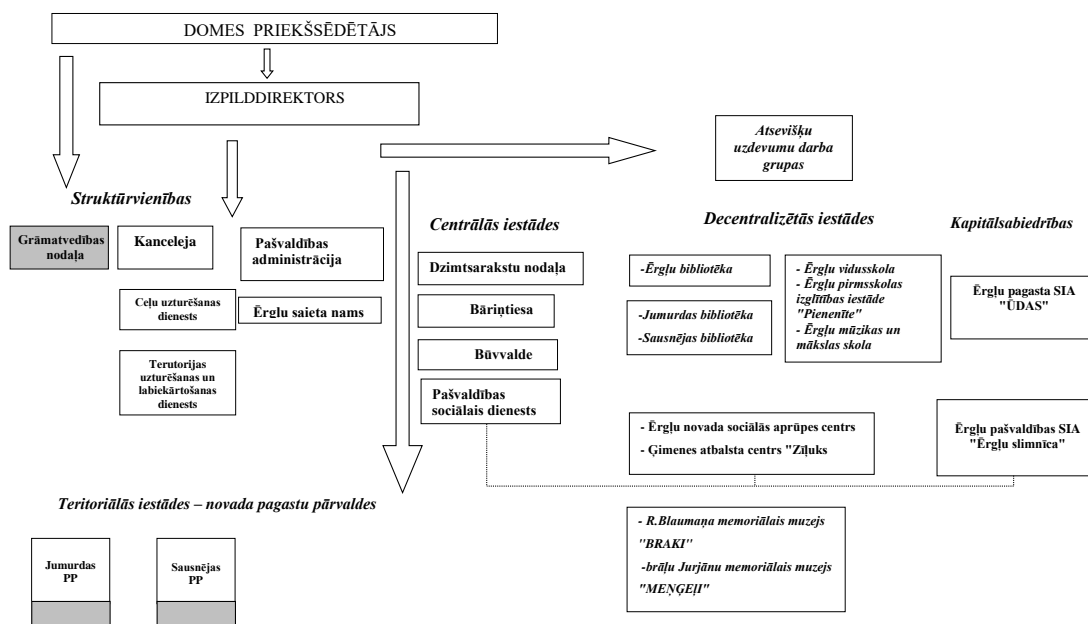 DOMES PRIEKŠSĒDĒTĀJS
IZPILDDIREKTORS
Atsevišķu
uzdevumu darba
grupas
Struktūrvienības
Grāmatvedības
nodaļa
Kanceleja
Pašvaldības
administrācija
Ceļu uzturēšanas
dienests
Ērgļu saieta nams
Terutorijas
uzturēšanas un
labiekārtošanas
dienests
Centrālās iestādes
Dzimtsarakstu nodaļa
Bāriņtiesa
Būvvalde
Pašvaldības
sociālais dienests
Decentralizētās iestādes
-Ērgļu bibliotēka
-Jumurdas bibliotēka
-Sausnējas bibliotēka
- Ērgļu vidusskola
- Ērgļu pirmsskolas
izglītības iestāde
"Pienenīte"
- Ērgļu mūzikas un
mākslas skola
- Ērgļu novada sociālās aprūpes centrs
- Ģimenes atbalsta centrs "Zīļuks
- R.Blaumaņa memoriālais muzejs
"BRAKI"
-brāļu Jurjānu memoriālais muzejs
"MEŅĢEĻI"
Kapitālsabiedrības
Ērgļu pagasta SIA
"ŪDAS"
Ērgļu pašvaldības SIA
"Ērgļu slimnīca"
Teritoriālās iestādes – novada pagastu pārvaldes
Jumurdas
PP
Sausnējas
PP